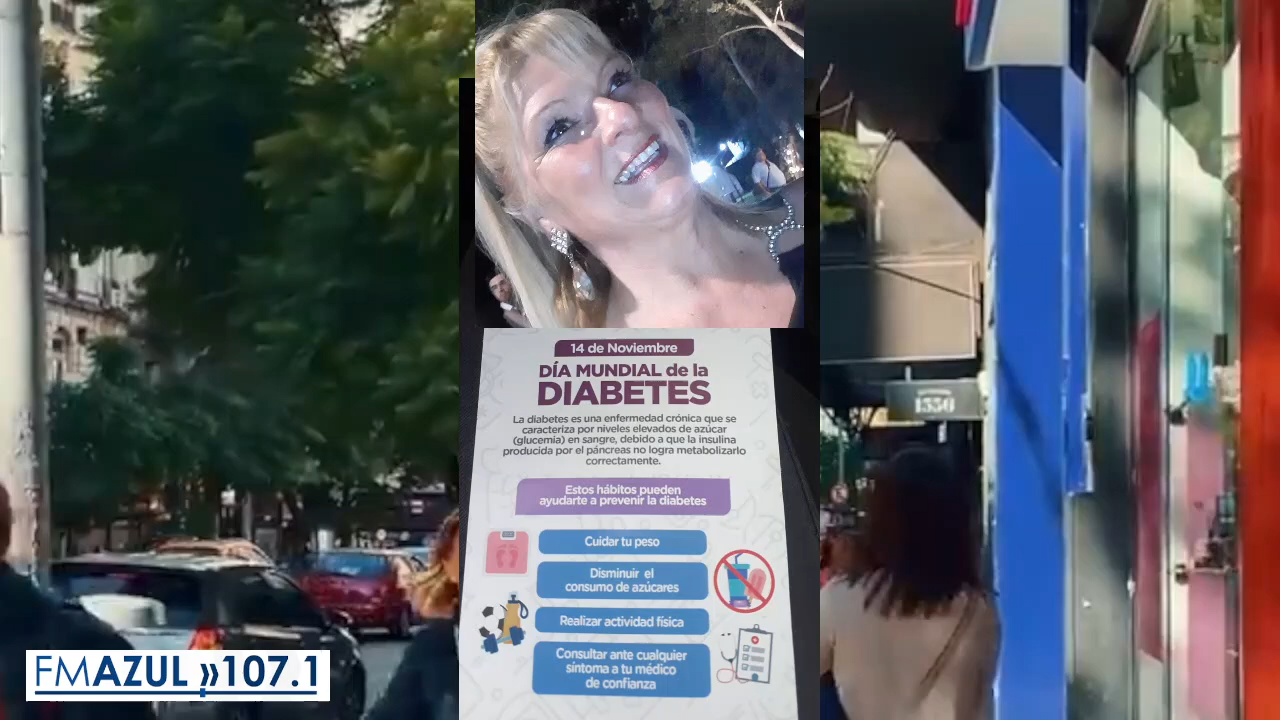 14 de Noviembre
DÍA MUNDIAL de la
DIABETES
La diabetes es una enfermedad crónica que se
caracteriza por niveles elevados de azúcar
(glucemia) en sangre, debido a que la insulina
producida por el páncreas no logra metabolizarlo
correctamente.
Estos hábitos pueden
ayudarte a prevenir la diabetes
Cuidar tu peso
Disminuir el
consumo de azúcares
Realizar actividad física
Consultar ante cualquier
síntoma a tu médico
de confianza
1550
FM AZUL »107.1